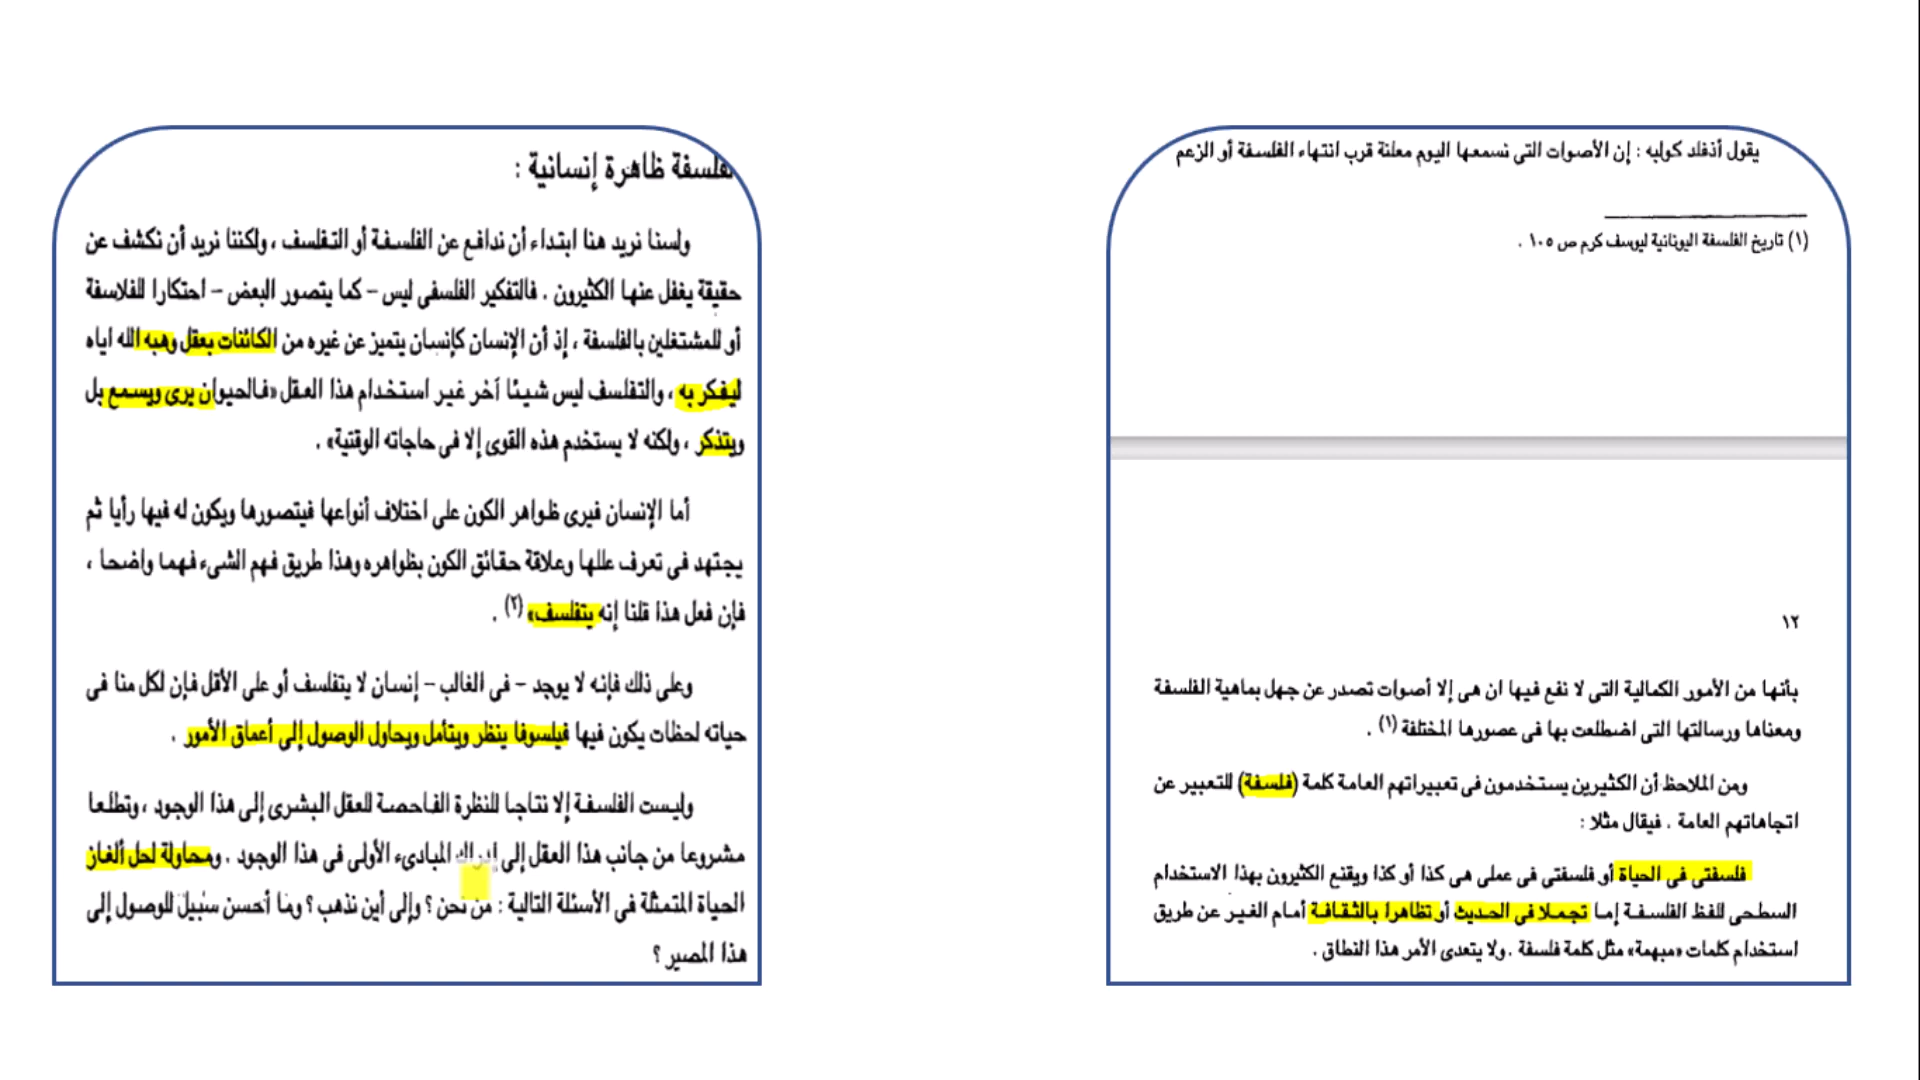 يقول أذفلد كوليه : إن الأصوات التى نسمعها اليوم معلنة قرب انتهاء الفلسفة أو الزعم
(١) تاريخ الفلسفة اليونانية ليوسف كرم ص ١٠٥ .
١٢
بأنها من الأمور الكمالية التى لا نفع فيها ان هى إلا أصوات تصدر عن جهل بماهية الفلسفة
ومعناها ورسالتها التى اضطلعت بها فى عصورها المختلفة (١) .
ومن الملاحظ أن الكثيرين يستخدمون فى تعبيراتهم العامة كلمة (فلسفة) للتعبير عن
اتجاهاتهم العامة . فيقال مثلا :
فلسفتى فى الحياة أو فلسفتى فى عملى هى كذا أو كذا ويقتع الكثيرون بهذا الاستخدام
السطحى للفظ الفلسفة إما تجملا فى الحديث أو تظاهرا بالثقافة أمام الغير عن طريق
استخدام كلمات «مبهمة» مثل كلمة فلسفة . ولا يتعدى الأمر هذا النطاق .
لفلسفة ظاهرة إنسانية :
ولسنا نريد هنا ابتداء أن ندافع عن الفلسفة أو التفلسف ، ولكننا نريد أن نكشف عن
حقيقة يغفل عنها الكثيرون . فالتفكير الفلسفى ليس – كما يتصور البعض – احتكارا للفلاسفة
أو للمشتغلين بالفلسفة ، إذ أن الإنسان كإنسان يتميز عن غيره من الكائنات بعقل وهبه الله اياه
ليفكر به ، والتفلسف ليس شيئا آخر غير استخدام هذا العقل «فالحيوان يرى ويسمع بل
ويتذكر ، ولكنه لا يستخدم هذه القوى إلا فى حاجاته الوقتية» .
أما الإنسان فيرى ظواهر الكون على اختلاف أنواعها فيتصورها ويكون له فيها رأيا ثم
يجتهد فى تعرف عللها وعلاقة حقائق الكون بظواهره وهذا طريق فهم الشىء فهما واضحا ،
فإن فعل هذا قلنا إنه يتفلسف» (٢) .
وعلى ذلك فإنه لا يوجد – فى الغالب – إنسان لا يتفلسف أو على الأقل فإن لكل منا فى
حياته لحظات يكون فيها فيلسوفا ينظر ويتأمل ويحاول الوصول إلى أعماق الأمور .
وليست الفلسفة إلا نتاجا للنظرة الفاحصة للعقل البشرى إلى هذا الوجود ، وتطلعا
مشروعا من جانب هذا العقل إلى إدراك المبادىء الأولى فى هذا الوجود . ومحاولة لحل ألغاز
الحياة المتمثلة فى الأسئلة التالية : من نحن ؟ وإلى أين نذهب ؟ وما أحسن سبيل للوصول إلى
هذا المصير ؟